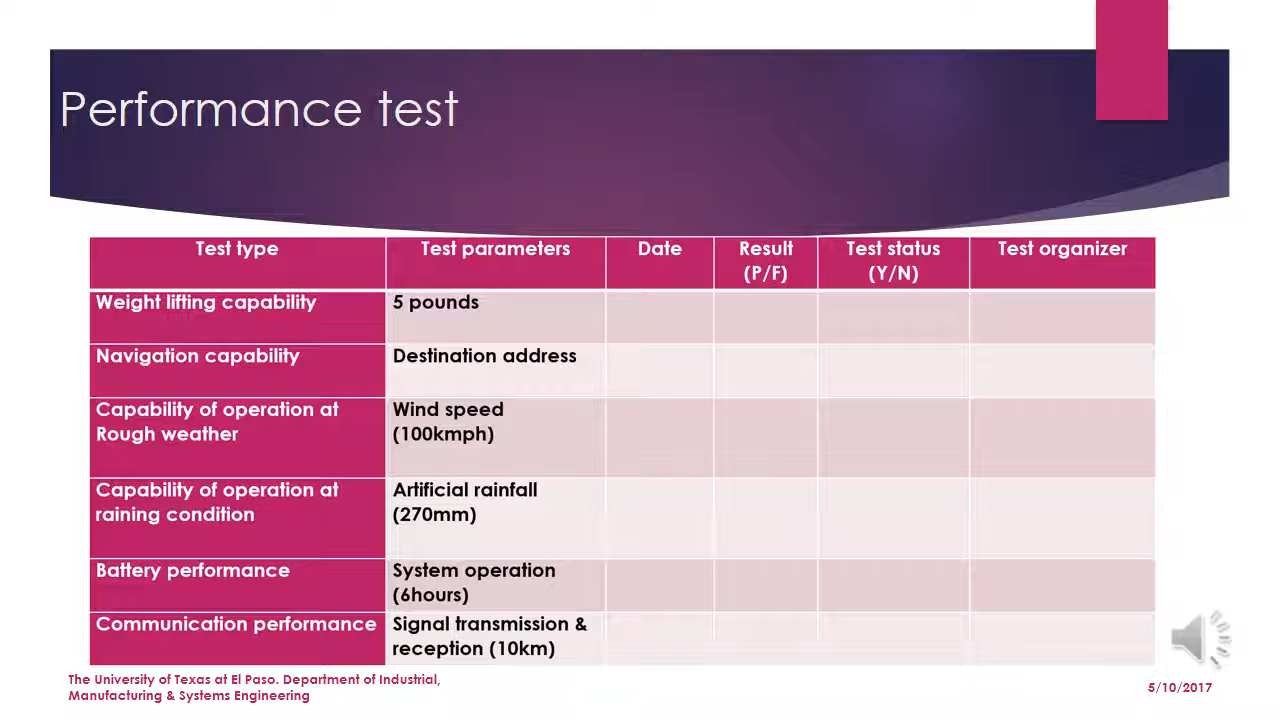 Performance test
Test type
Test parameters
Date
Result
(P/F)
Test status
(Y/N)
Test organizer
Weight lifting capability
5 pounds
Navigation capability
Destination address
Capability of operation at
Rough weather
Wind speed
(100kmph)
Capability of operation at
raining condition
Artificial rainfall
(270mm)
Battery performance
System operation
(6hours)
Communication performance
Signal transmission &
reception (10km)
The University of Texas at El Paso. Department of Industrial,
Manufacturing & Systems Engineering
5/10/2017